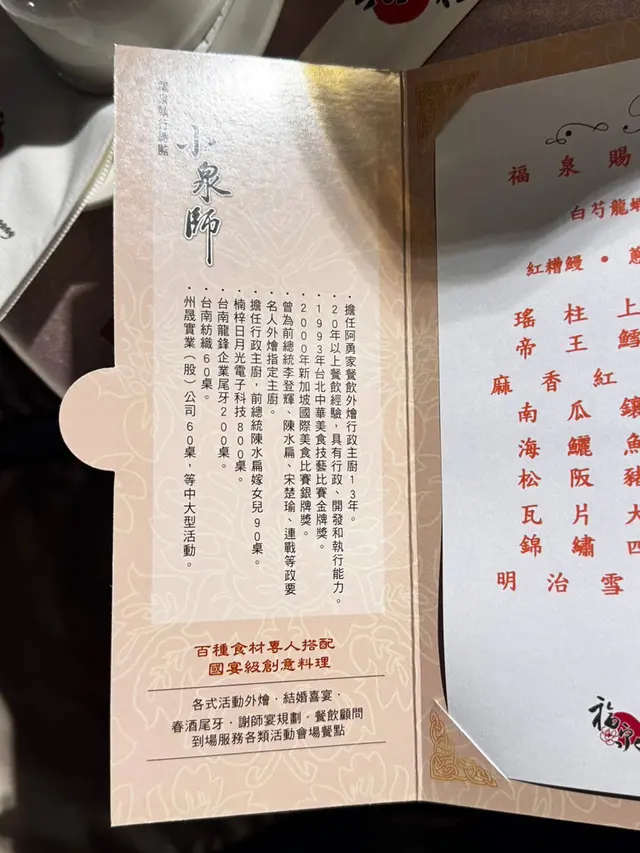 小泉師
・擔任阿勇家餐飲外燴行政主廚13年。
・20年以上餐飲經驗，具有行政、開發和執行能力。
・1993年台北中華美食技藝比賽金牌獎。
・2000年新加坡國際美食比賽銀牌獎。
・曾為前總統李登輝、陳水扁、宋楚瑜、連戰等政要
名人外燴指定主廚。
・擔任行政主廚，前總統陳水扁嫁女兒90桌。
・楠梓日月光電子科技800桌。
・台南龍鋒企業尾牙200桌。
・台南紡織60桌。
・州晟實業（股）公司60桌，等中大型活動。
百種食材專人搭配
國宴級創意料理
各式活動外燴．結婚喜宴．
春酒尾牙．謝師宴規劃．餐飲顧問
到場服務各類活動會場餐點
福泉賜
白芍龍蝦
紅糟鰻・蔥
瑤柱上
帝王鱈
麻香紅
南瓜鑲
海鱺魚
松阪豬
瓦片大
錦繡四
明治雪
福泉